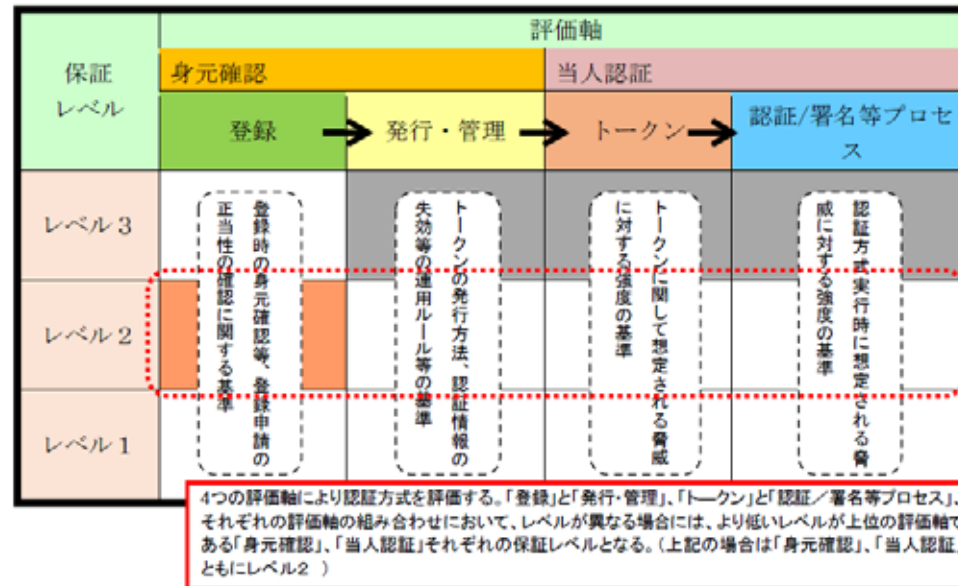 評価軸
保証
レベル
身元確認
当人認証
登録
発行・管理
トークン
認証/署名等プロセ
ス
レベル３
レベル２
レベル１
登録時の身元確認等、登録申請の
正当性の確認に関する基準
トークンの発行方法、認証情報の
失効等の運用ルール等の基準
トークンに関して想定される脅威
に対する強度の基準
認証方式実行時に想定される脅
威に対する強度の基準
4つの評価軸により認証方式を評価する。「登録」と「発行・管理」、「トークン」と「認証／署名等プロセス」、
それぞれの評価軸の組み合わせにおいて、レベルが異なる場合には、より低いレベルが上位の評価軸で
ある「身元確認」、「当人認証」それぞれの保証レベルとなる。（上記の場合は「身元確認」、「当人認証」
ともにレベル2　）